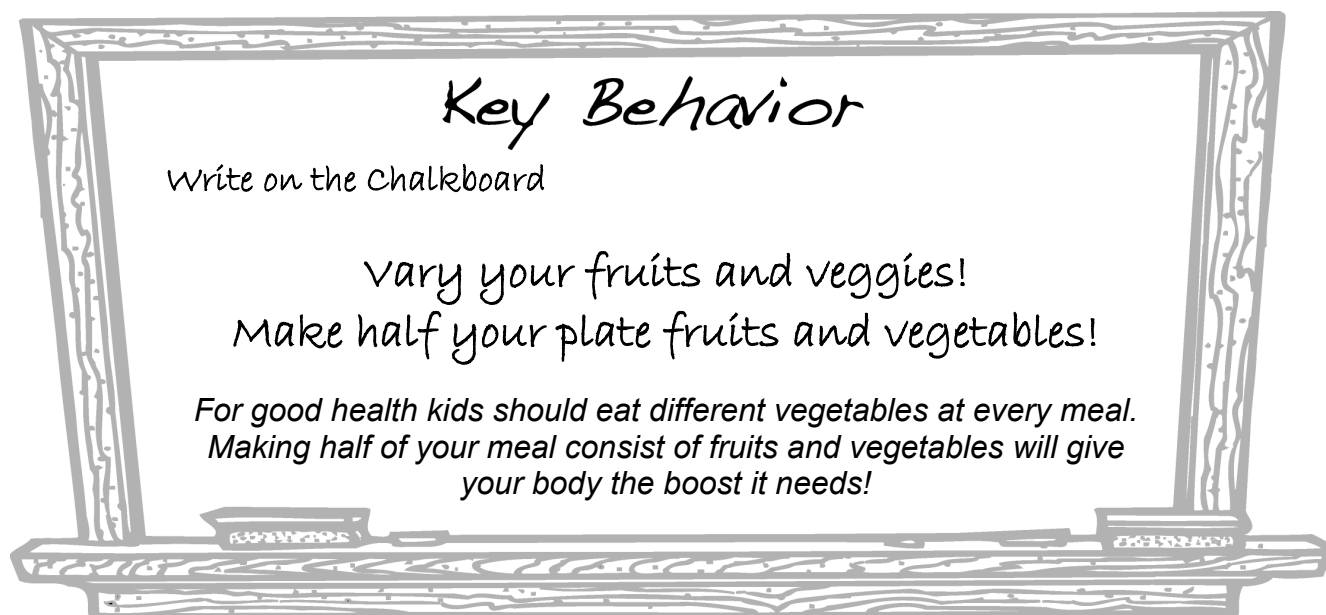 Key Behavior
Write on the Chalkboard
Vary your fruits and veggies!
Make half your plate fruits and vegetables!
For good health kids should eat different vegetables at every meal.
Making half of your meal consist of fruits and vegetables will give
your body the boost it needs!